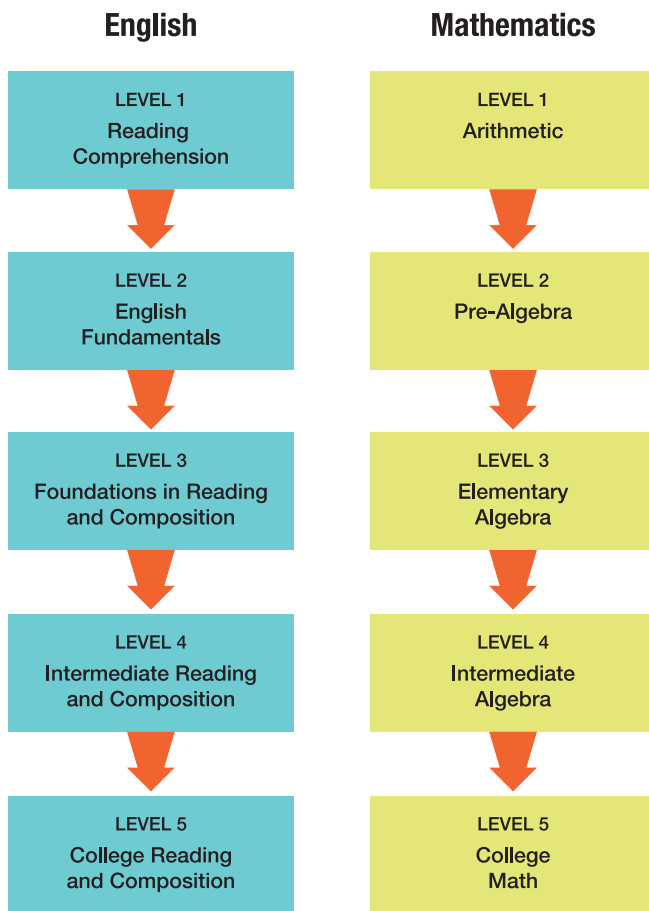 English
LEVEL 1
Reading
Comprehension
LEVEL 2
English
Fundamentals
LEVEL 3
Foundations in Reading
and Composition
LEVEL 4
Intermediate Reading
and Composition
LEVEL 5
College Reading
and Composition
Mathematics
LEVEL 1
Arithmetic
LEVEL 2
Pre-Algebra
LEVEL 3
Elementary
Algebra
LEVEL 4
Intermediate
Algebra
LEVEL 5
College
Math